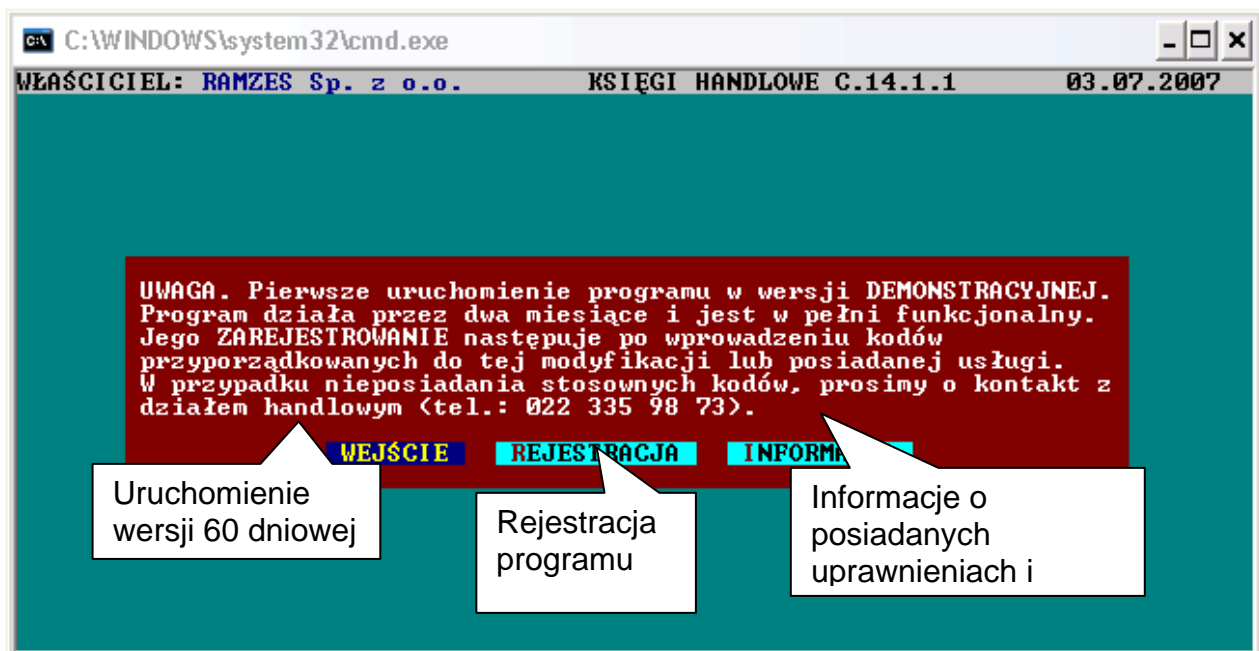 C:\WINDOWS\system32\cmd.exe
WŁAŚCICIEL: RAMZES Sp. z o.o. KSIĘGI HANDLOWE C.14.1.1 03.07.2007
UWAGA. Pierwsze uruchomienie programu w wersji DEMONSTRACYJNEJ.
Program działa przez dwa miesiące i jest w pełni funkcjonalny.
Jego ZAREJESTROWANIE następuje po wprowadzeniu kodów
przyporządkowanych do tej modyfikacji lub posiadanej usługi.
W przypadku nieposiadania stosownych kodów, prosimy o kontakt z
działem handlowym (tel.: 022 335 98 73).
WEJŚCIE REJESTRACJA
Uruchomienie
wersji 60 dniowej
Rejestracja
programu
Informacje o
posiadanych
uprawnieniach i